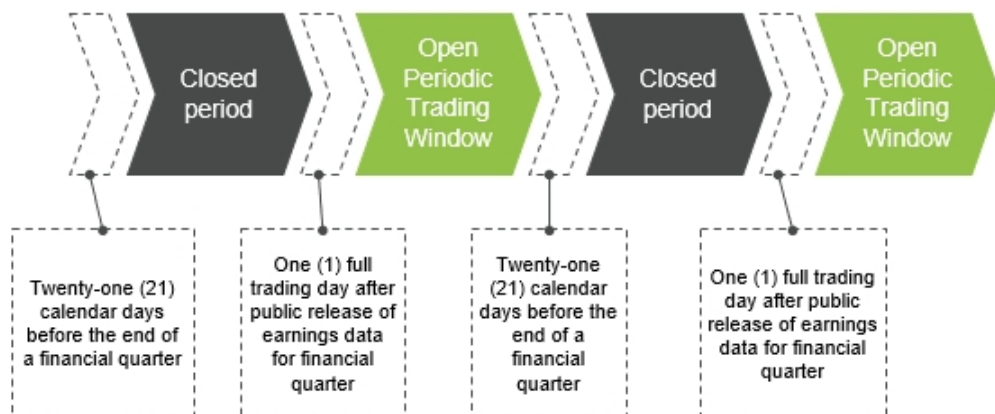 Closed
period
Open
Periodic
Trading
Window
Closed
period
Open
Periodic
Trading
Window
Twenty-one (21)
calendar days
before the end of
a financial quarter
One (1) full
trading day after
public release of
earnings data
for financial
quarter
Twenty-one
(21) calendar
days before the
end of a
financial
quarter
One (1) full trading
day after public
release of earnings
data for financial
quarter